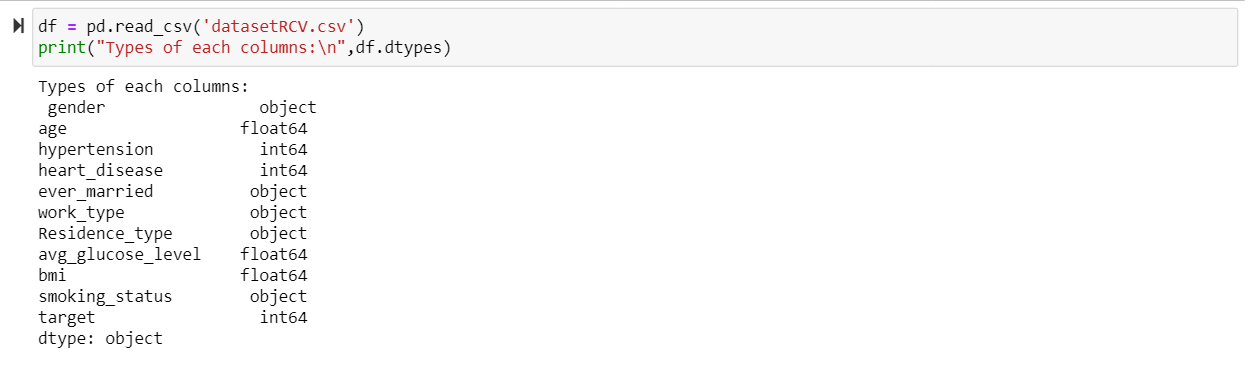 df = pd.read_csv('datasetRCV.csv')
print("Types of each columns:\n",df.dtypes)
Types of each columns:
 gender                object
age                  float64
hypertension           int64
heart_disease          int64
ever_married          object
work_type             object
Residence_type        object
avg_glucose_level    float64
bmi                  float64
smoking_status        object
target                 int64
dtype: object